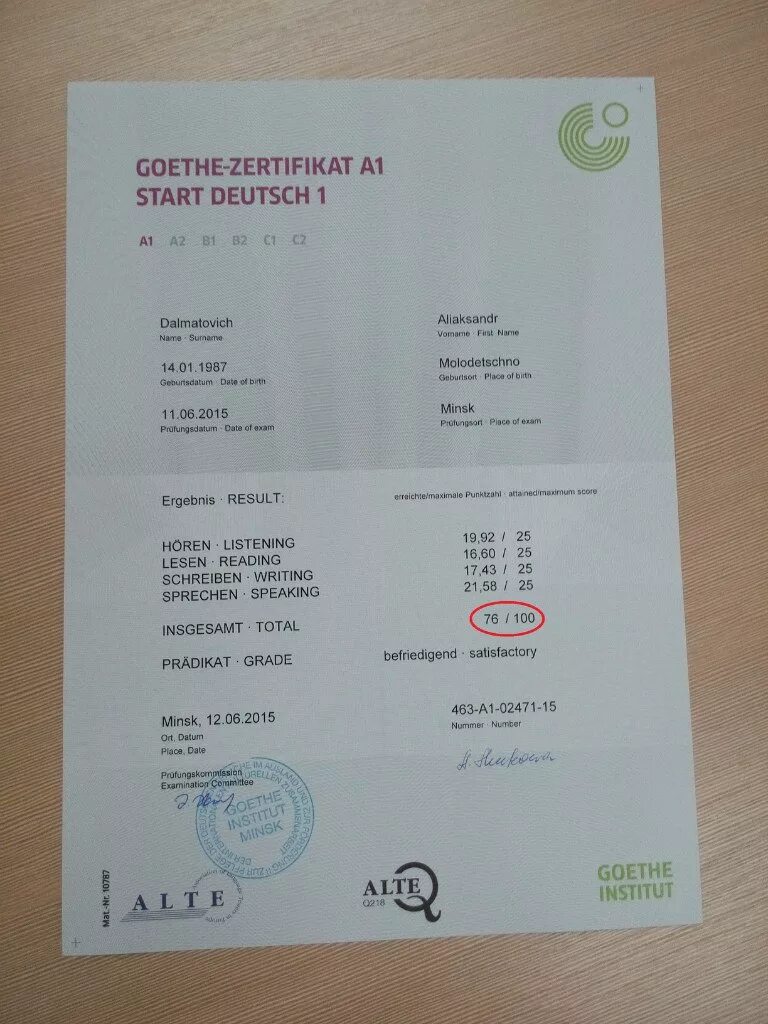 GOETHE-ZERTIFIKAT A1
START DEUTSCH 1
A1 A2 B1 B2 C1 C2
Dalmatovich
Name · Surname
Aliaksandr
Vorname · First Name
14.01.1987
Geburtsdatum · Date of birth
Molodetschno
Geburtsort · Place of birth
11.06.2015
Prüfungsdatum · Date of exam
Minsk
Prüfungsort · Place of exam
Ergebnis · RESULT:
erreichte/maximale Punktzahl · attained/maximum score
HÖREN · LISTENING 19,92 / 25
LESEN · READING 16,60 / 25
SCHREIBEN · WRITING 17,43 / 25
SPRECHEN · SPEAKING 21,58 / 25
INSGESAMT · TOTAL 76 / 100
PRÄDIKAT · GRADE befriedigend · satisfactory
Minsk, 12.06.2015
Ort, Datum
Place, Date
463-A1-02471-15
Nummer · Number
Prüfungskommission
Examination Committee
GOETHE
INSTITUT
MINSK
Mat.-Nr. 10787
ALTE
ALTE
Q218
GOETHE
INSTITUT